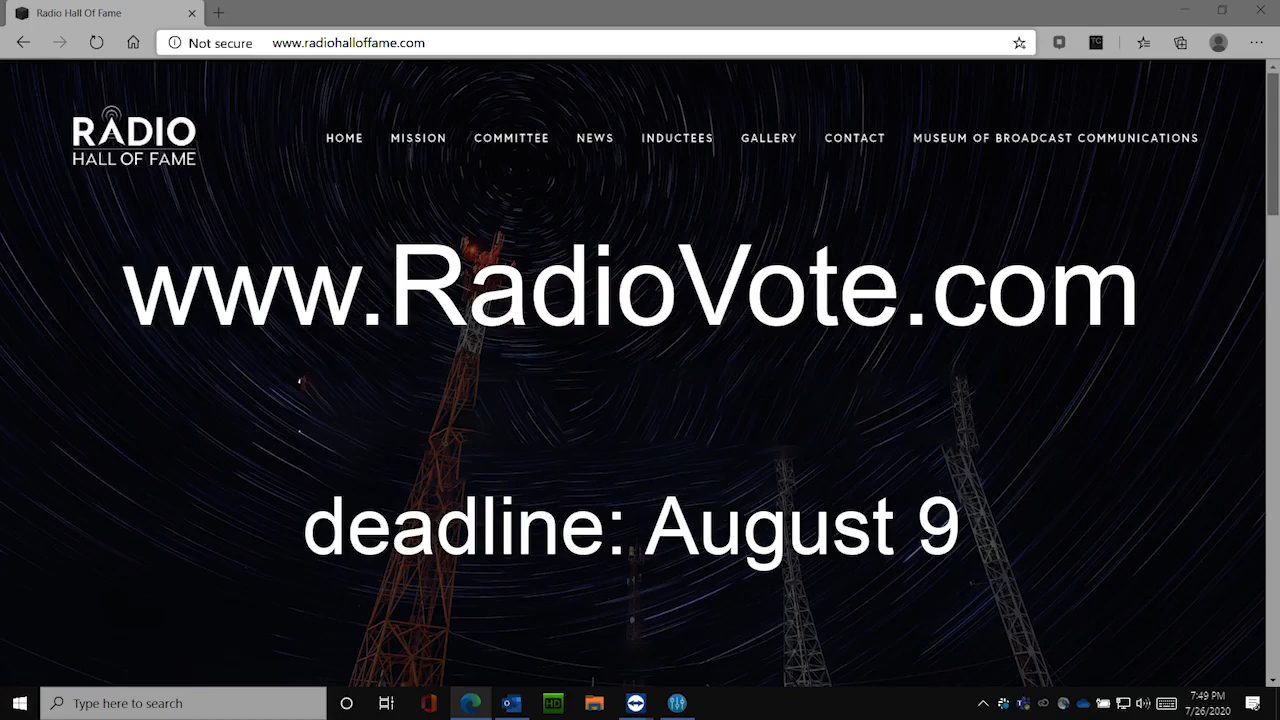 Radio Hall Of Fame
Not secure www.radiohalloffame.com
TC
RADIO
HALL OF FAME
HOME MISSION COMMITTEE NEWS INDUCTEES GALLERY CONTACT MUSEUM OF BROADCAST COMMUNICATIONS
www.RadioVote.com
deadline: August 9
Type here to search
HD
7:49 PM
7/26/2020